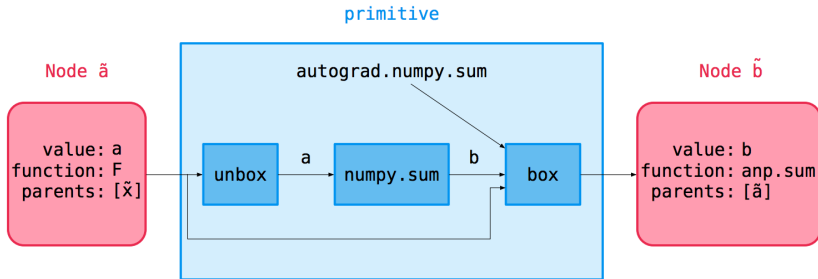 primitive
Node ã
autograd.numpy.sum
Node b̃
value: a
function: F
parents: [x̃]
unbox
a
numpy.sum
b
box
value: b
function: anp.sum
parents: [ã]